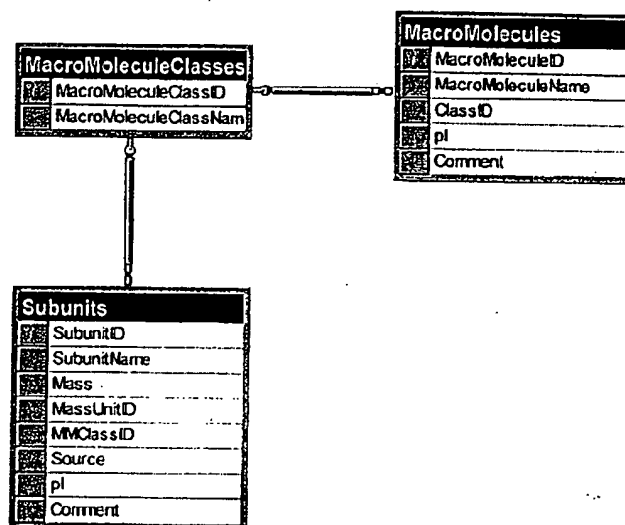 MacroMoleculeClasses
MacroMoleculeClassID
MacroMoleculeClassNam
MacroMolecules
MacroMoleculeID
MacroMoleculeName
ClassID
pI
Comment
Subunits
SubunitID
SubunitName
Mass
MassUnitID
MMClassID
Source
pI
Comment